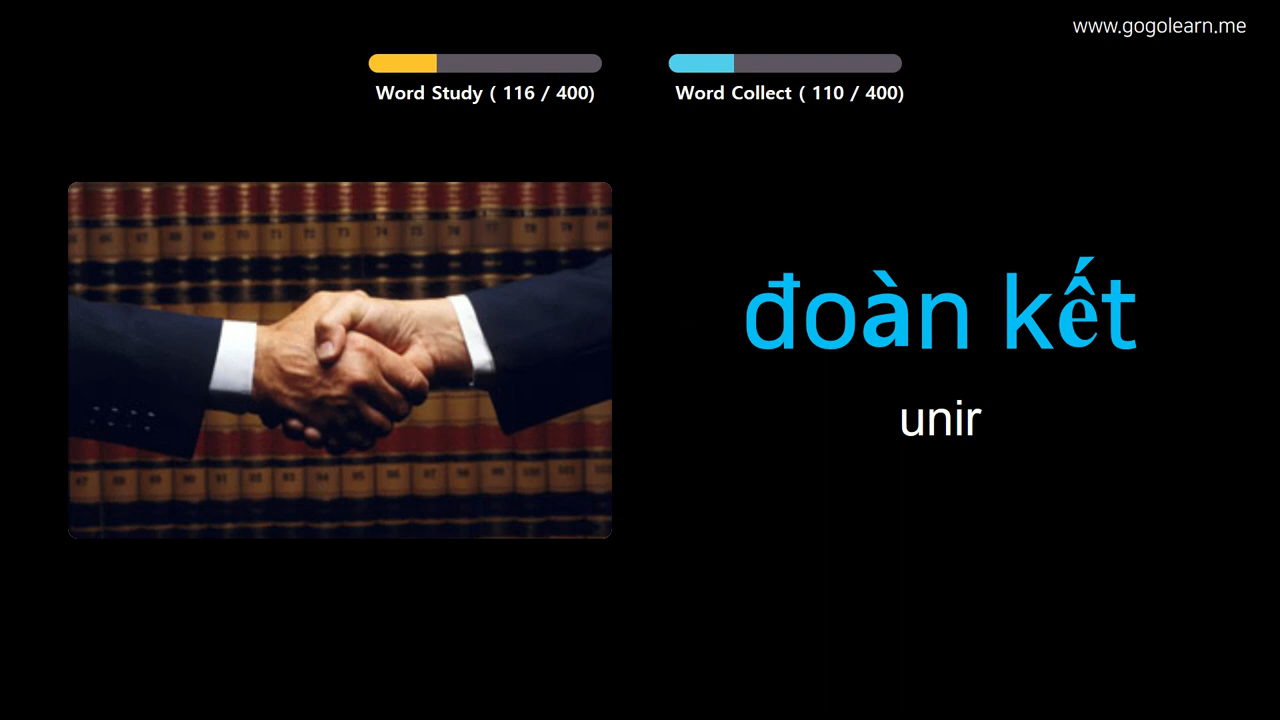 www.gogolearn.me
Word Study ( 116 / 400)
Word Collect ( 110 / 400)
đoàn kết
unir